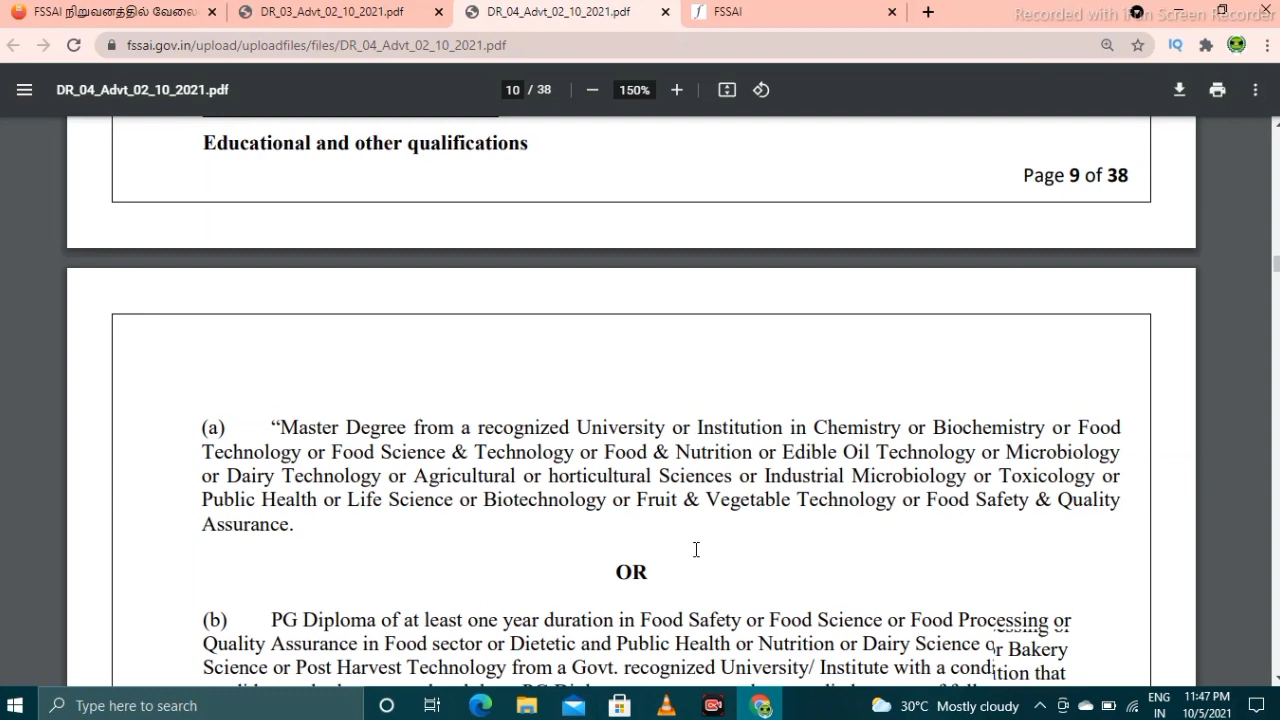 FSSAI நிறுவனத்தில் வேலை
DR_03_Advt_02_10_2021.pdf
DR_04_Advt_02_10_2021.pdf
FSSAI
Recorded with iFun Screen Recorder
fssai.gov.in/upload/uploadfiles/files/DR_04_Advt_02_10_2021.pdf
IQ
DR_04_Advt_02_10_2021.pdf
10 / 38
150%
Educational and other qualifications
Page 9 of 38
(a) “Master Degree from a recognized University or Institution in Chemistry or Biochemistry or Food
Technology or Food Science & Technology or Food & Nutrition or Edible Oil Technology or Microbiology
or Dairy Technology or Agricultural or horticultural Sciences or Industrial Microbiology or Toxicology or
Public Health or Life Science or Biotechnology or Fruit & Vegetable Technology or Food Safety & Quality
Assurance.
OR
(b) PG Diploma of at least one year duration in Food Safety or Food Science or Food Processing or
Quality Assurance in Food sector or Dietetic and Public Health or Nutrition or Dairy Science or Bakery
Science or Post Harvest Technology from a Govt. recognized University/ Institute with a condition that
Type here to search
30°C Mostly cloudy
ENG
IN
11:47 PM
10/5/2021